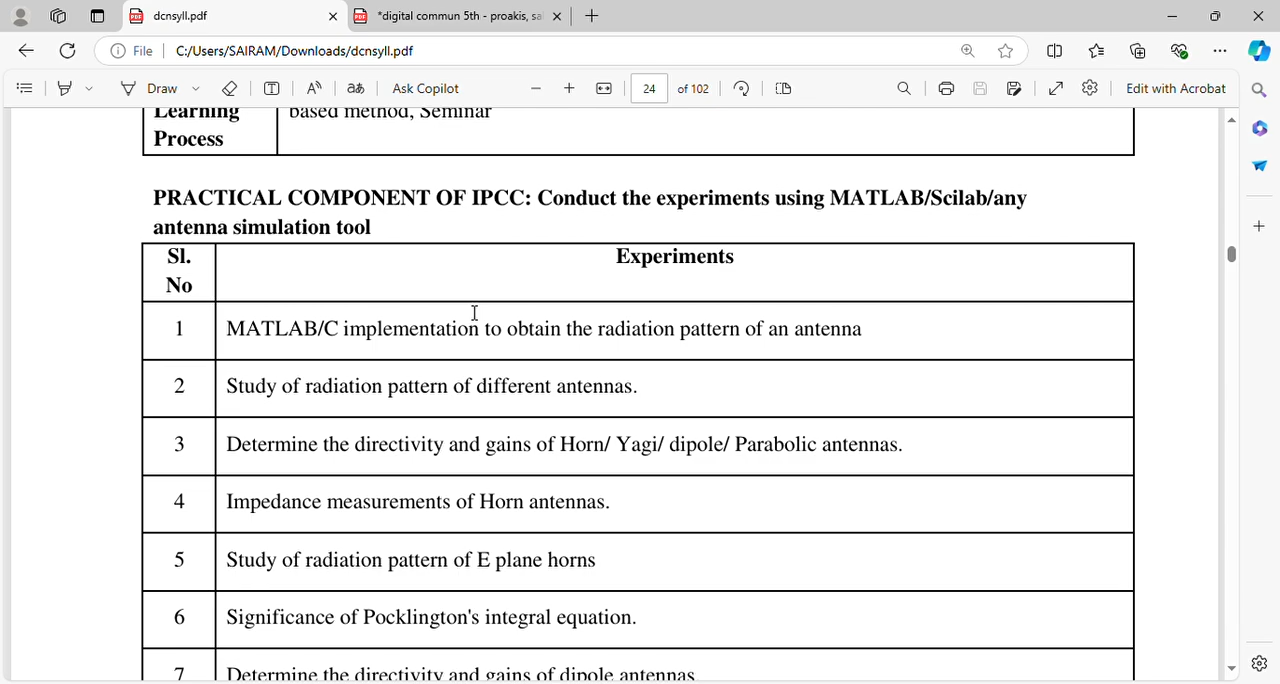 dcnsyll.pdf
*digital commun 5th - proakis, sa
File
C:/Users/SAIRAM/Downloads/dcnsyll.pdf
Draw
aあ
Ask Copilot
24
of 102
Edit with Acrobat
Learning
Process
based method, Seminar
PRACTICAL COMPONENT OF IPCC: Conduct the experiments using MATLAB/Scilab/any
antenna simulation tool
Sl.
No
Experiments
1 MATLAB/C implementation to obtain the radiation pattern of an antenna
2 Study of radiation pattern of different antennas.
3 Determine the directivity and gains of Horn/ Yagi/ dipole/ Parabolic antennas.
4 Impedance measurements of Horn antennas.
5 Study of radiation pattern of E plane horns
6 Significance of Pocklington's integral equation.
7 Determine the directivity and gains of dipole antennas